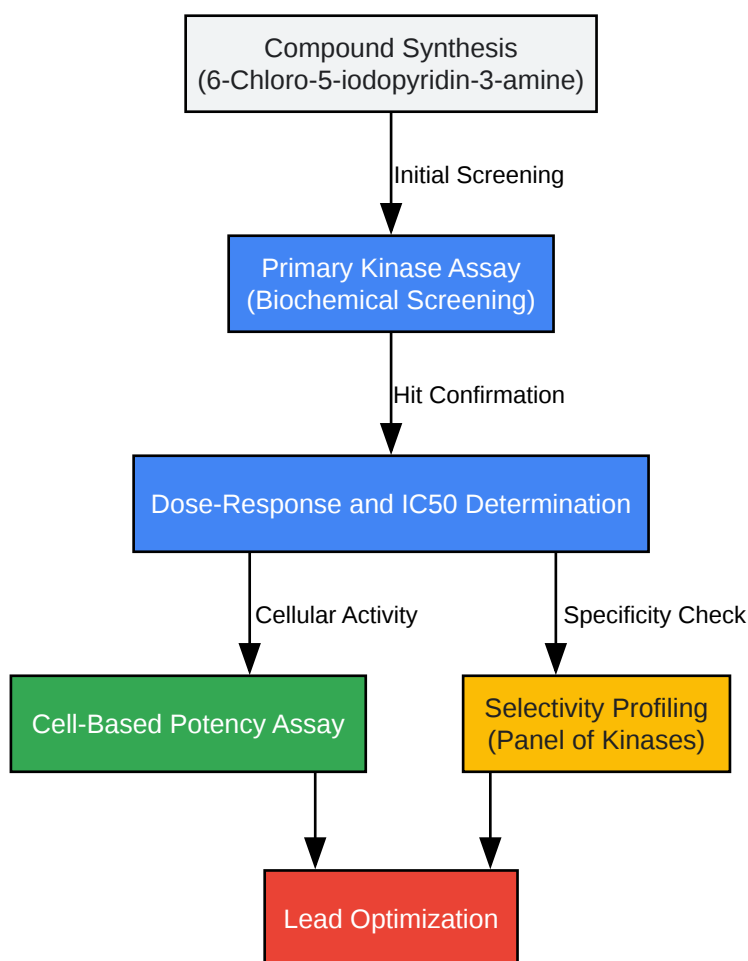 Compound Synthesis
(6-Chloro-5-iodopyridin-3-amine)
Initial Screening
Primary Kinase Assay
(Biochemical Screening)
Hit Confirmation
Dose-Response and IC50 Determination
Cellular Activity
Specificity Check
Cell-Based Potency Assay
Selectivity Profiling
(Panel of Kinases)
Lead Optimization